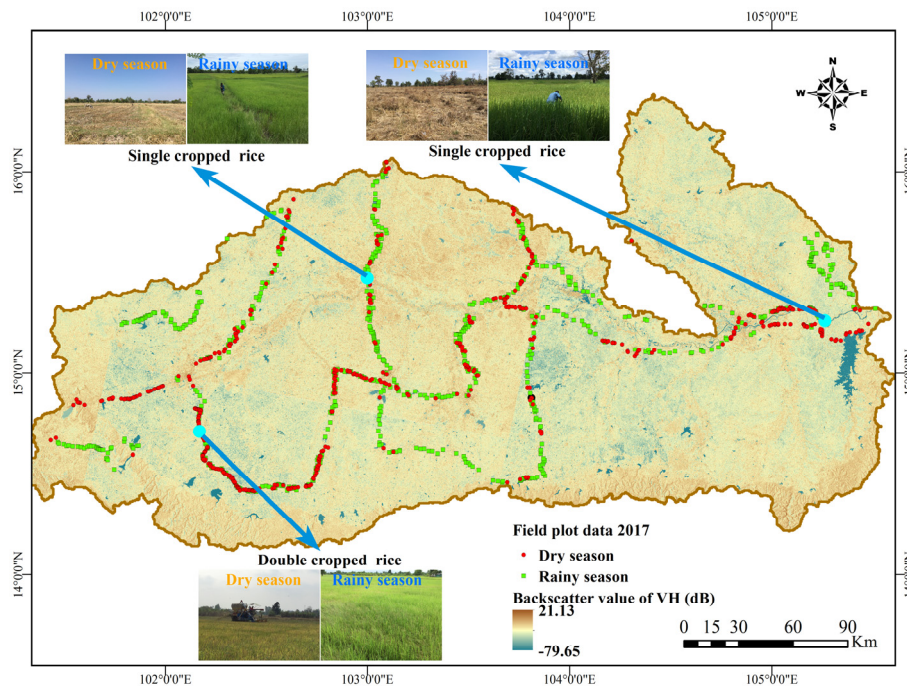 102°0'0"E 103°0'0"E 104°0'0"E 105°0'0"E
Dry season Rainy season
Dry season Rainy season
N
W E
S
Single cropped rice
Single cropped rice
16°0'0"N
16°0'0"N
15°0'0"N
15°0'0"N
Field plot data 2017
Dry season
Rainy season
Double cropped rice
Dry season Rainy season
14°0'0"N
14°0'0"N
Backscatter value of VH (dB)
21.13
-79.65
0 15 30 60 90
Km
102°0'0"E 103°0'0"E 104°0'0"E 105°0'0"E